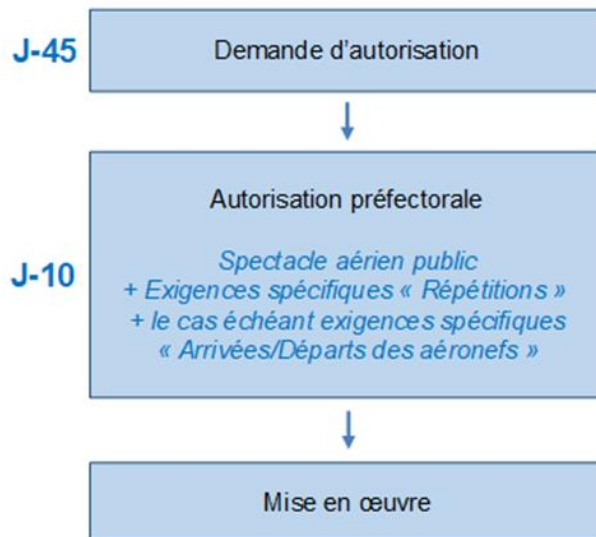 J-45
Demande d'autorisation
Autorisation préfectorale
J-10
Spectacle aérien public
+ Exigences spécifiques « Répétitions »
+ le cas échéant exigences spécifiques
« Arrivées/Départs des aéronefs »
Mise en œuvre